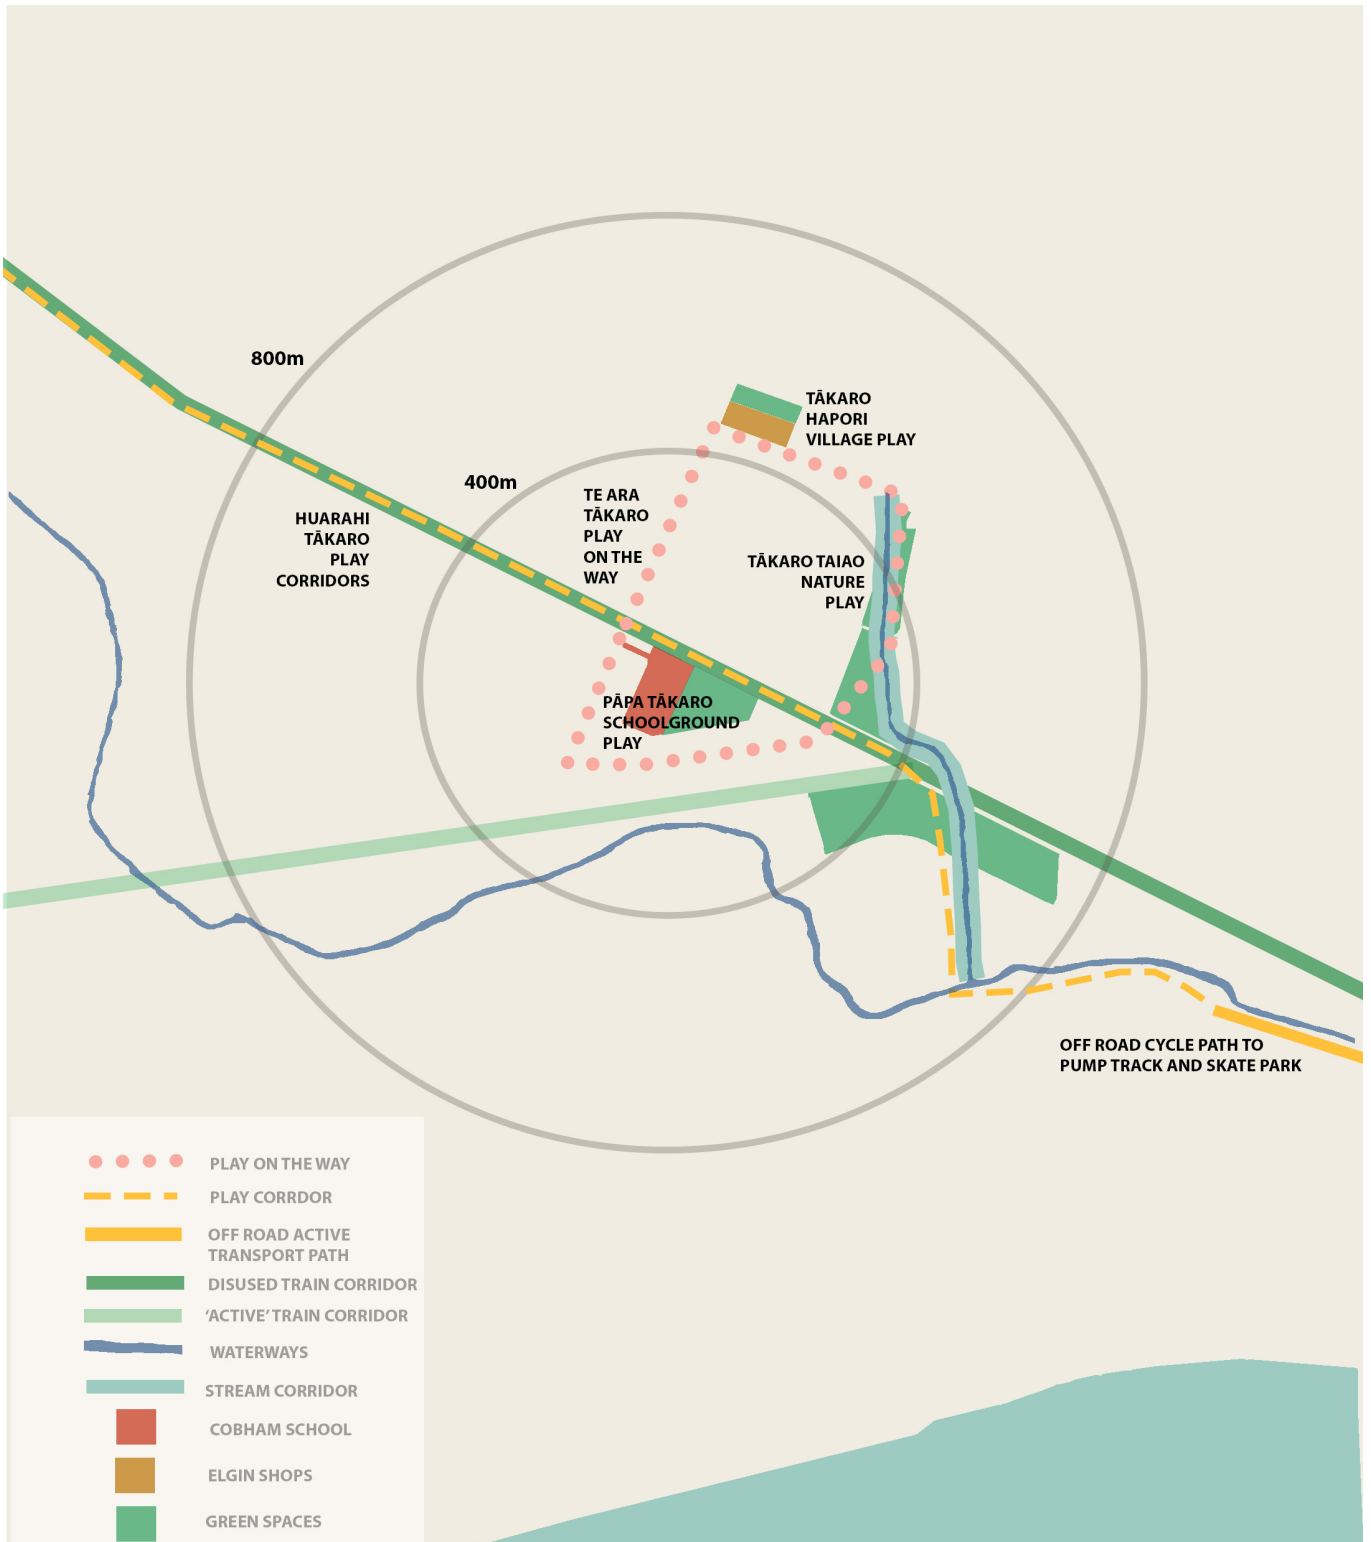 800m
TĀKARO
HAPORI
VILLAGE PLAY
400m
TE ARA
TĀKARO
PLAY
ON THE
WAY
HUARAHI
TĀKARO
PLAY
CORRIDORS
TĀKARO TAIAO
NATURE
PLAY
PĀPA TĀKARO
SCHOOLGROUND
PLAY
OFF ROAD CYCLE PATH TO
PUMP TRACK AND SKATE PARK
PLAY ON THE WAY
PLAY CORRDOR
OFF ROAD ACTIVE
TRANSPORT PATH
DISUSED TRAIN CORRIDOR
‘ACTIVE’ TRAIN CORRIDOR
WATERWAYS
STREAM CORRIDOR
COBHAM SCHOOL
ELGIN SHOPS
GREEN SPACES